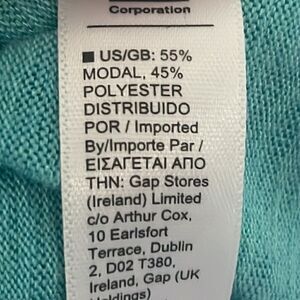 Corporation
■ US/GB: 55%
MODAL, 45%
POLYESTER
DISTRIBUIDO
POR / Imported
By/Importe Par /
ΕΙΣΑΓΕΤΑΙ ΑΠΟ
ΤΗΝ: Gap Stores
(Ireland) Limited
c/o Arthur Cox,
10 Earlsfort
Terrace, Dublin
2, D02 T380,
Ireland, Gap (UK
Holdings)